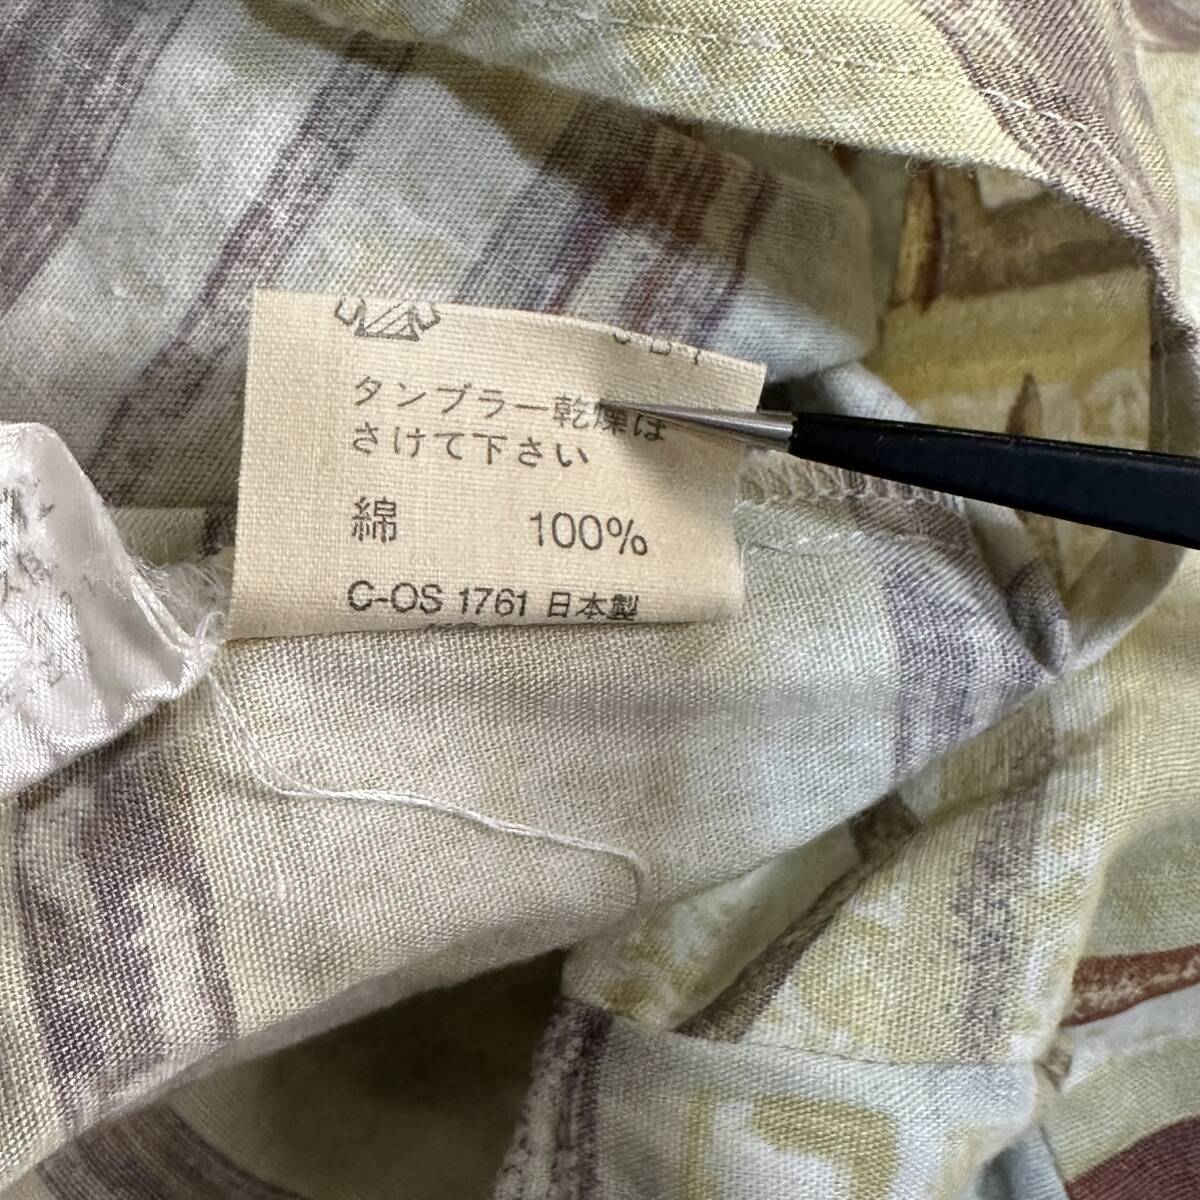 タンブラー乾燥は
さけて下さい
綿 100%
C-OS 1761 日本製